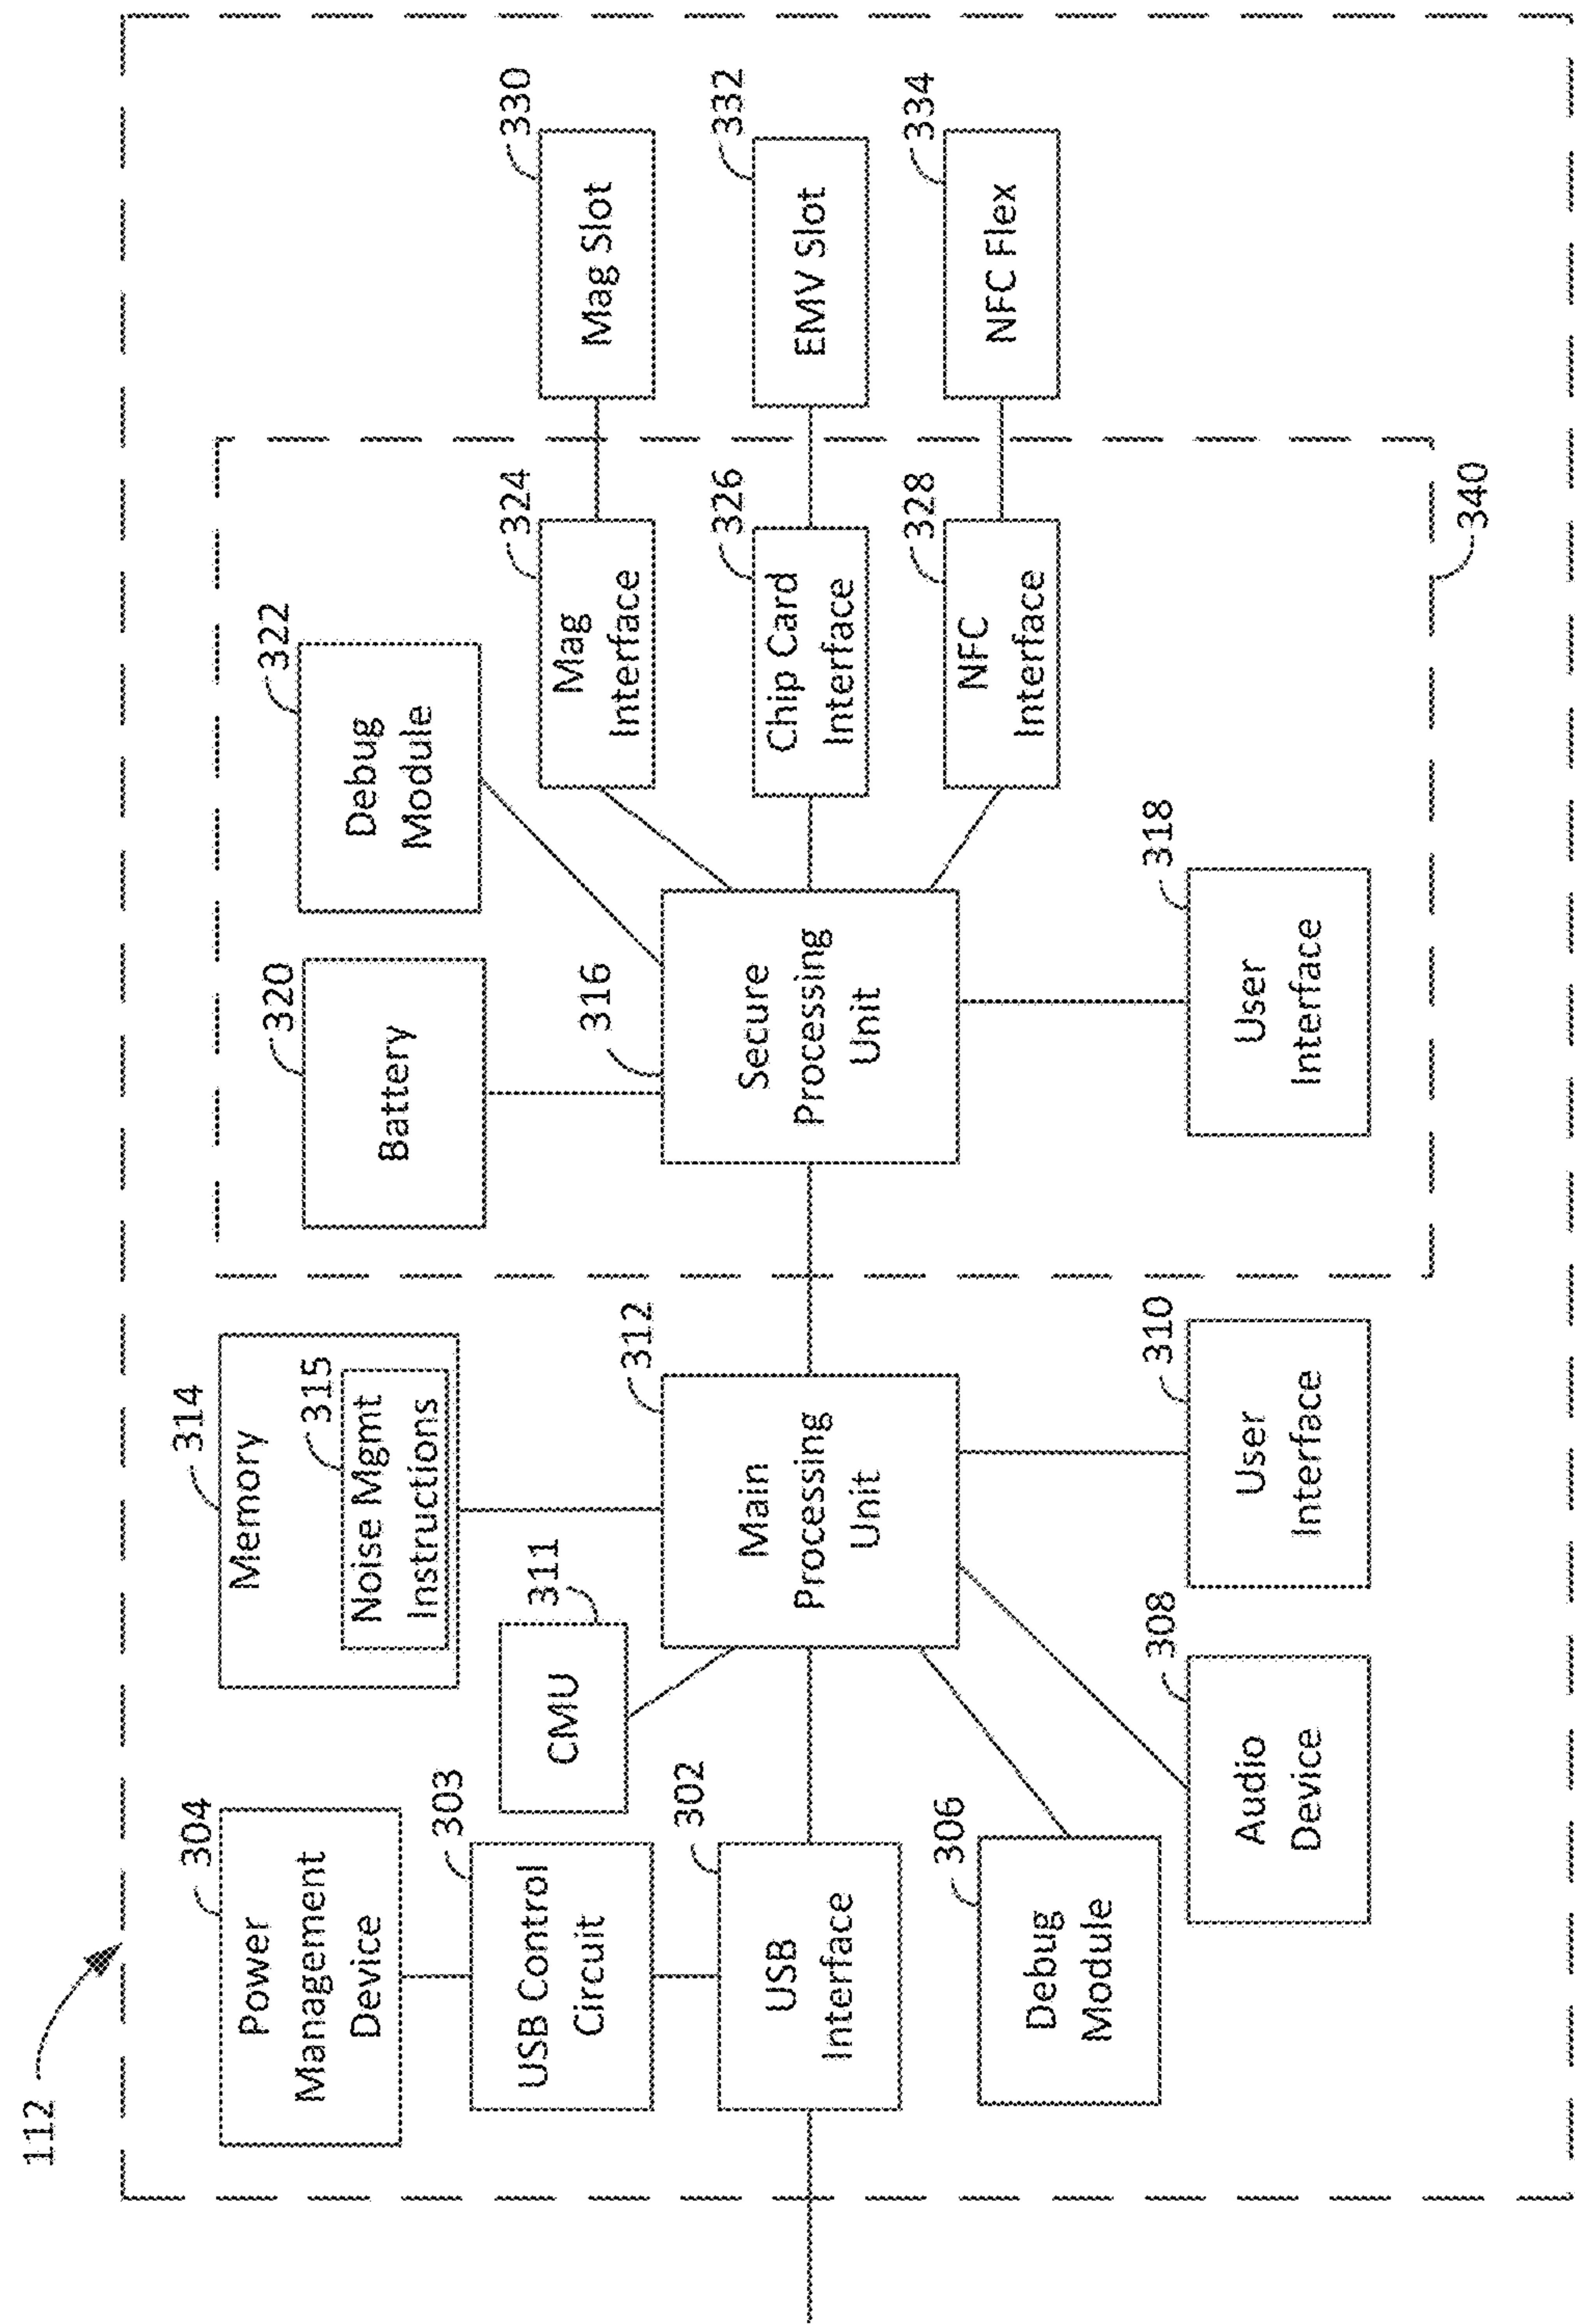 112
304
Power
Management
Device
303
USB Control
Circuit
302
USB
Interface
306
Debug
Module
314
Memory
315
Noise Mgmt
Instructions
311
CMU
312
Main
Processing
Unit
308
Audio
Device
310
User
Interface
320
Battery
322
Debug
Module
316
Secure
Processing
Unit
318
User
Interface
324
Mag
Interface
326
Chip Card
Interface
328
NFC
Interface
340
330
Mag Slot
332
EMV Slot
334
NFC Flex